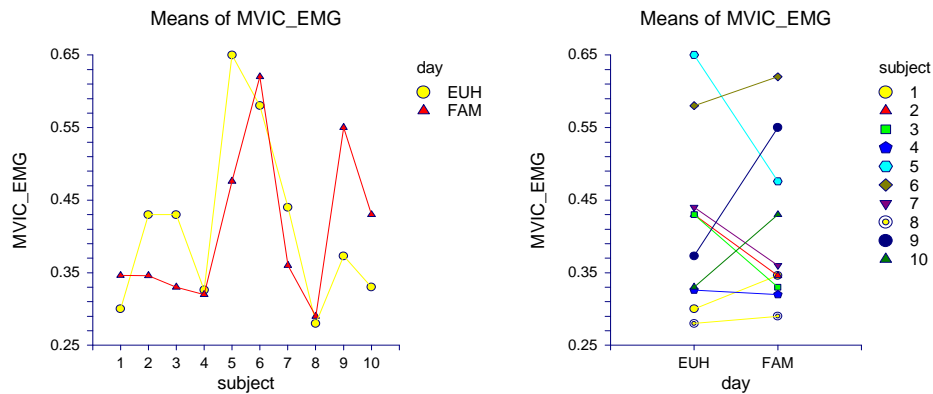 Means of MVIC_EMG
0.65
0.55
0.45
0.35
0.25
MVIC_EMG
1 2 3 4 5 6 7 8 9 10
subject
day
EUH
FAM
Means of MVIC_EMG
0.65
0.55
0.45
0.35
0.25
MVIC_EMG
EUH FAM
day
subject
1
2
3
4
5
6
7
8
9
10